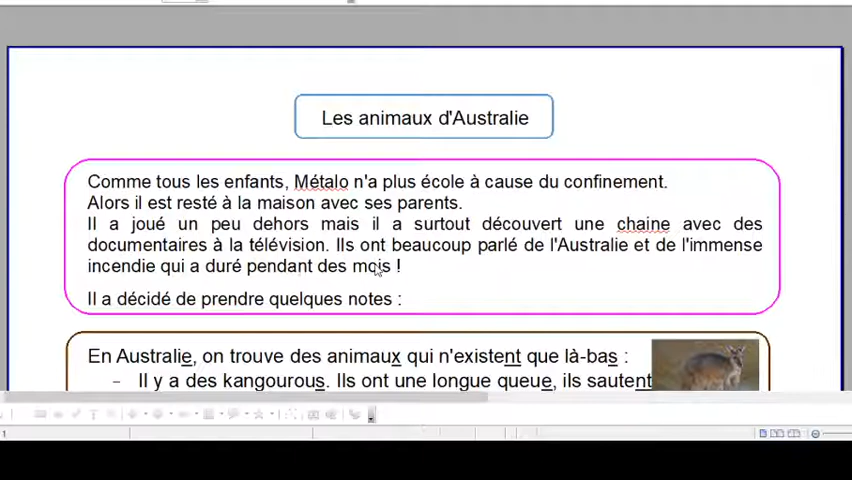 Les animaux d'Australie
Comme tous les enfants, Métalo n'a plus école à cause du confinement.
Alors il est resté à la maison avec ses parents.
Il a joué un peu dehors mais il a surtout découvert une chaine avec des
documentaires à la télévision. Ils ont beaucoup parlé de l'Australie et de l'immense
incendie qui a duré pendant des mois !
Il a décidé de prendre quelques notes :
En Australie, on trouve des animaux qui n'existent que là-bas :
- Il y a des kangourous. Ils ont une longue queue, ils sautent
1